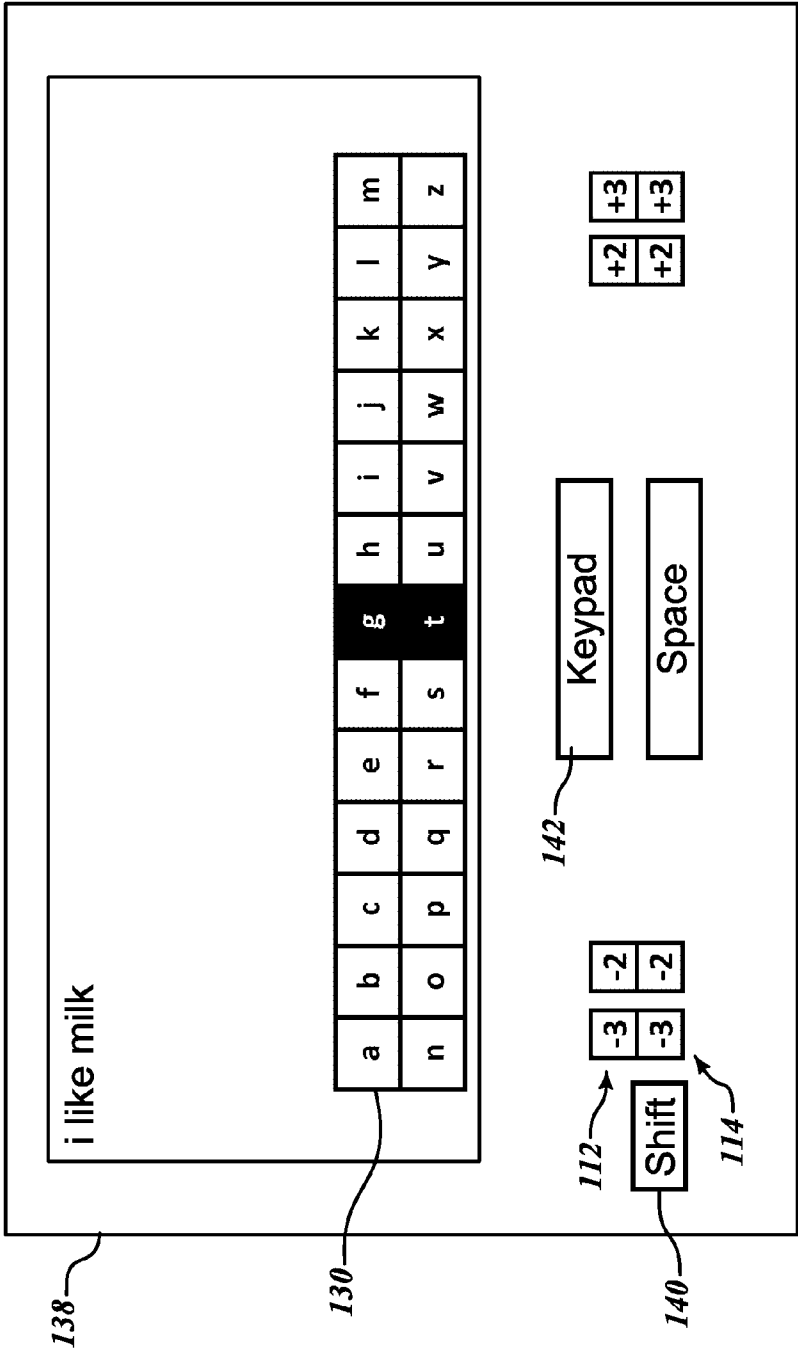 138
i like milk
a b c d e f g h i j k l m
n o p q r s t u v w x y z
130
142
Keypad
112
-3 -2 +2 +3
-3 -2 +2 +3
Shift
Space
114
140